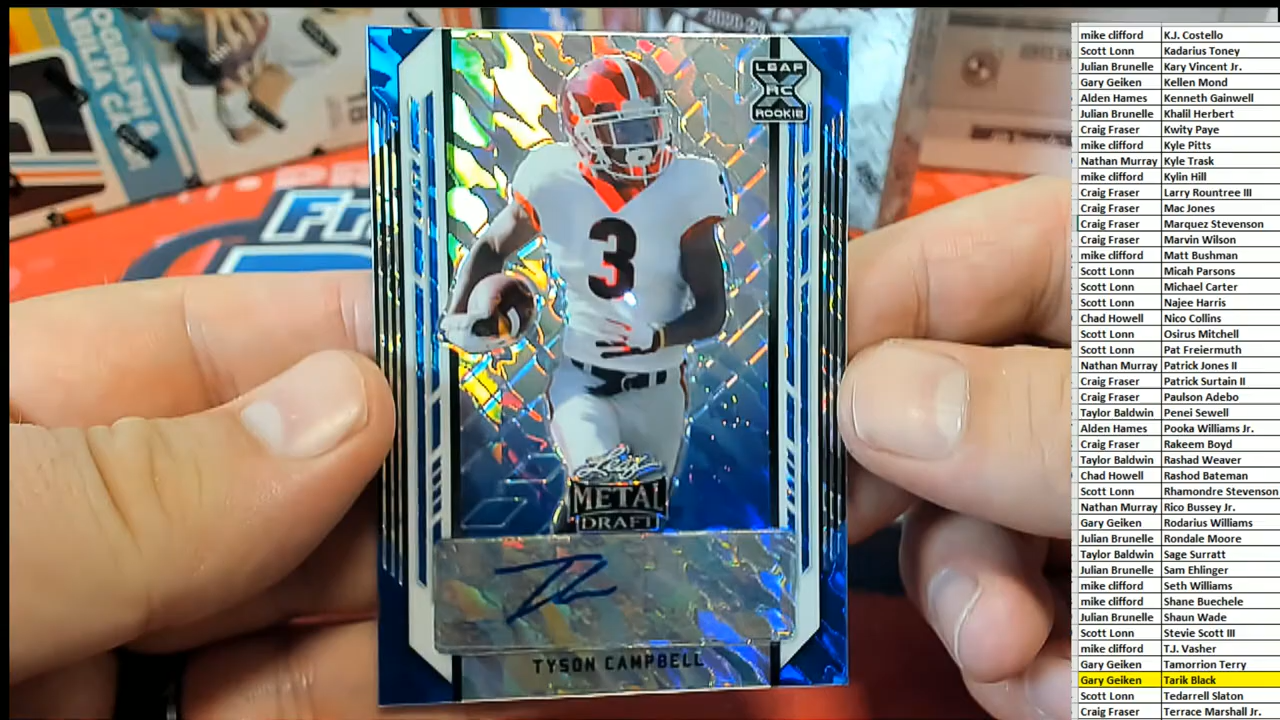 2020-21
LEAF
RC
ROOKIE
3
Leaf
METAL
DRAFT
TYSON CAMPBELL
mike clifford K.J. Costello
Scott Lonn Kadarius Toney
Julian Brunelle Kary Vincent Jr.
Gary Geiken Kellen Mond
Alden Hames Kenneth Gainwell
Julian Brunelle Khalil Herbert
Craig Fraser Kwity Paye
mike clifford Kyle Pitts
Nathan Murray Kyle Trask
mike clifford Kylin Hill
Craig Fraser Larry Rountree III
Craig Fraser Mac Jones
Craig Fraser Marquez Stevenson
Craig Fraser Marvin Wilson
mike clifford Matt Bushman
Scott Lonn Micah Parsons
Scott Lonn Michael Carter
Scott Lonn Najee Harris
Chad Howell Nico Collins
Scott Lonn Osirus Mitchell
Scott Lonn Pat Freiermuth
Nathan Murray Patrick Jones II
Craig Fraser Patrick Surtain II
Craig Fraser Paulson Adebo
Taylor Baldwin Penei Sewell
Alden Hames Pooka Williams Jr.
Craig Fraser Rakeem Boyd
Taylor Baldwin Rashad Weaver
Chad Howell Rashod Bateman
Scott Lonn Rhamondre Stevenson
Nathan Murray Rico Bussey Jr.
Gary Geiken Rodarius Williams
Julian Brunelle Rondale Moore
Taylor Baldwin Sage Surratt
Julian Brunelle Sam Ehlinger
mike clifford Seth Williams
mike clifford Shane Buechele
Julian Brunelle Shaun Wade
Scott Lonn Stevie Scott III
mike clifford T.J. Vasher
Gary Geiken Tamorrion Terry
Gary Geiken Tarik Black
Scott Lonn Tedarrell Slaton
Craig Fraser Terrace Marshall Jr.